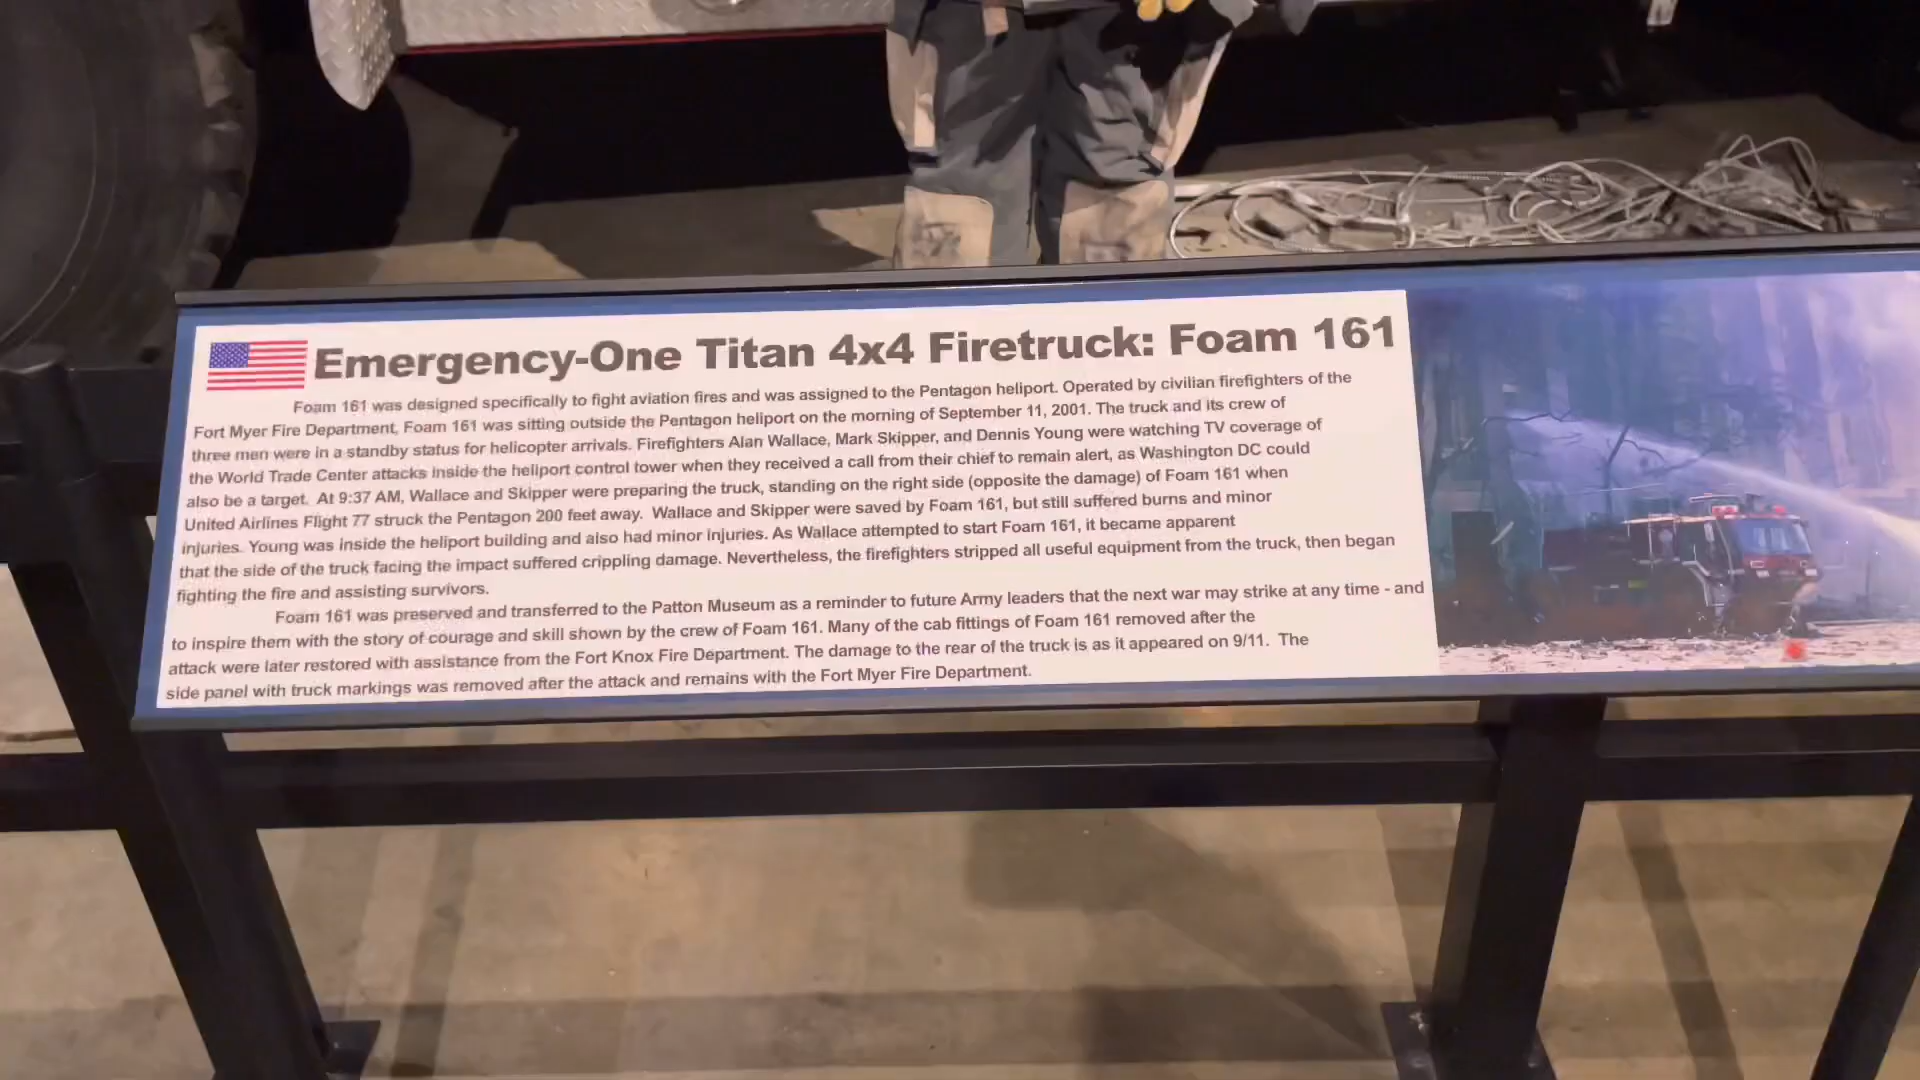 Emergency-One Titan 4x4 Firetruck: Foam 161
Foam 161 was designed specifically to fight aviation fires and was assigned to the Pentagon heliport. Operated by civilian firefighters of the
Fort Myer Fire Department, Foam 161 was sitting outside the Pentagon heliport on the morning of September 11, 2001. The truck and its crew of
three men were in a standby status for helicopter arrivals. Firefighters Alan Wallace, Mark Skipper, and Dennis Young were watching TV coverage of
the World Trade Center attacks inside the heliport control tower when they received a call from their chief to remain alert, as Washington DC could
also be a target. At 9:37 AM, Wallace and Skipper were preparing the truck, standing on the right side (opposite the damage) of Foam 161 when
United Airlines Flight 77 struck the Pentagon 200 feet away. Wallace and Skipper were saved by Foam 161, but still suffered burns and minor
injuries. Young was inside the heliport building and also had minor injuries. As Wallace attempted to start Foam 161, it became apparent
that the side of the truck facing the impact suffered crippling damage. Nevertheless, the firefighters stripped all useful equipment from the truck, then began
fighting the fire and assisting survivors.
Foam 161 was preserved and transferred to the Patton Museum as a reminder to future Army leaders that the next war may strike at any time - and
to inspire them with the story of courage and skill shown by the crew of Foam 161. Many of the cab fittings of Foam 161 removed after the
attack were later restored with assistance from the Fort Knox Fire Department. The damage to the rear of the truck is as it appeared on 9/11. The
side panel with truck markings was removed after the attack and remains with the Fort Myer Fire Department.